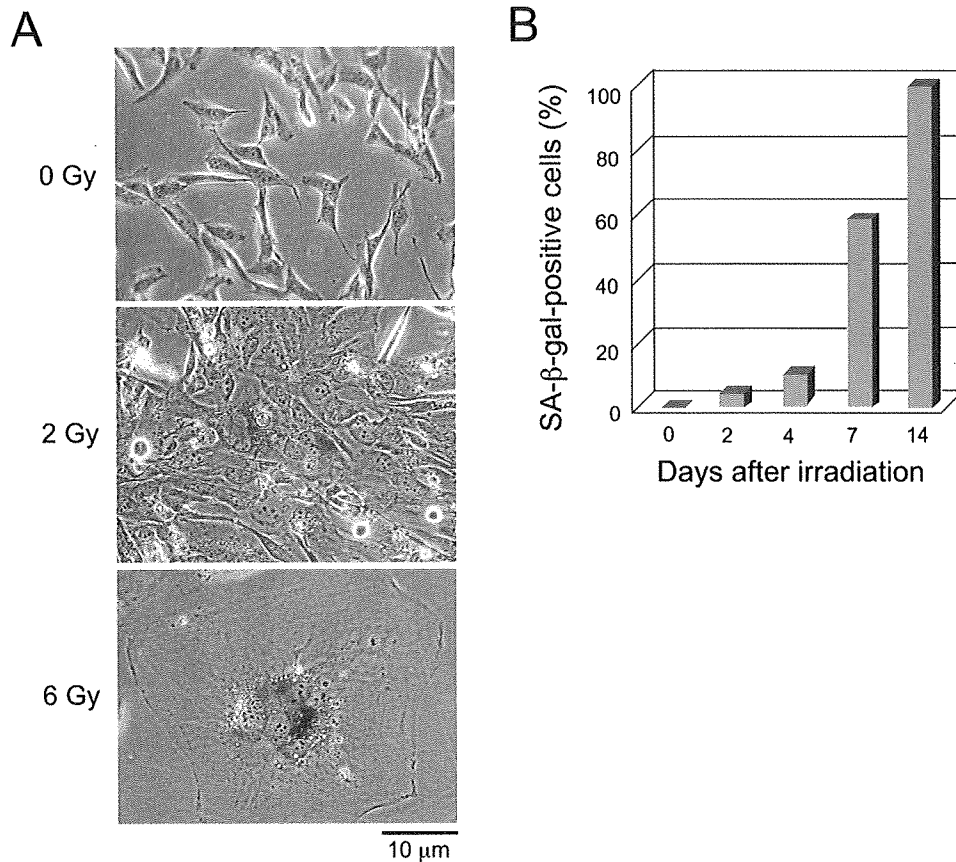 A
0 Gy
2 Gy
6 Gy
10 μm
B
SA-β-gal-positive cells (%)
100
80
60
40
20
0
0 2 4 7 14
Days after irradiation